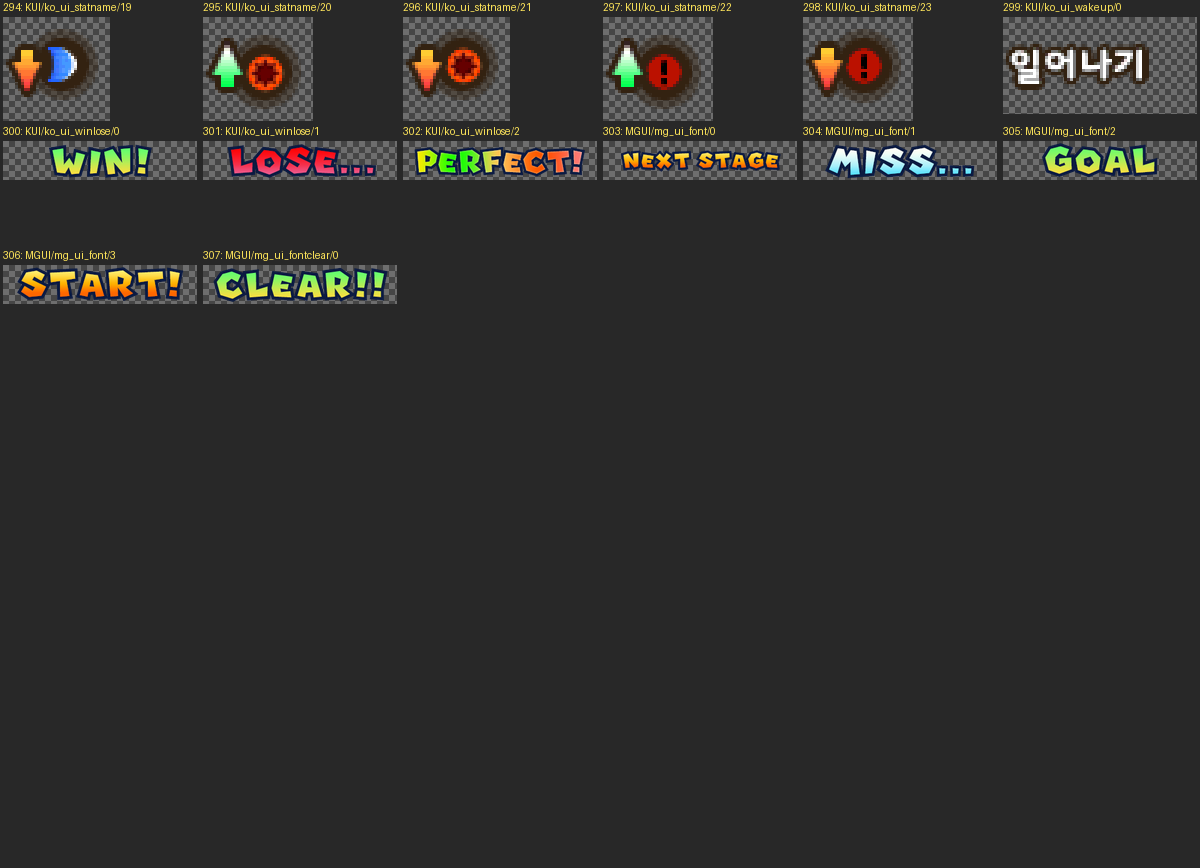 294: KUI/ko_ui_statname/19
295: KUI/ko_ui_statname/20
296: KUI/ko_ui_statname/21
297: KUI/ko_ui_statname/22
298: KUI/ko_ui_statname/23
299: KUI/ko_ui_wakeup/0
!
!
일어나기
300: KUI/ko_ui_winlose/0
301: KUI/ko_ui_winlose/1
302: KUI/ko_ui_winlose/2
303: MGUI/mg_ui_font/0
304: MGUI/mg_ui_font/1
305: MGUI/mg_ui_font/2
WIN!
LOSE...
PERFECT!
NEXT STAGE
MISS...
GOAL
306: MGUI/mg_ui_font/3
307: MGUI/mg_ui_fontclear/0
START!
CLEAR!!